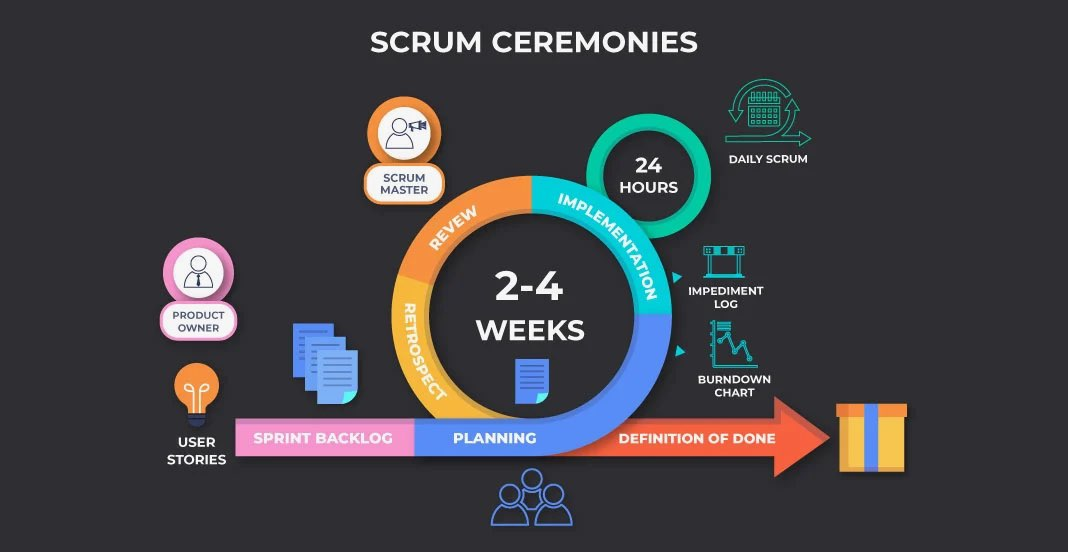 SCRUM CEREMONIES
SCRUM
MASTER
24
HOURS
DAILY SCRUM
REVEW
IMPLEMENTATION
PRODUCT
OWNER
2-4
WEEKS
IMPEDIMENT
LOG
RETROSPECT
BURNDOWN
CHART
USER
STORIES
SPRINT BACKLOG
PLANNING
DEFINITION OF DONE